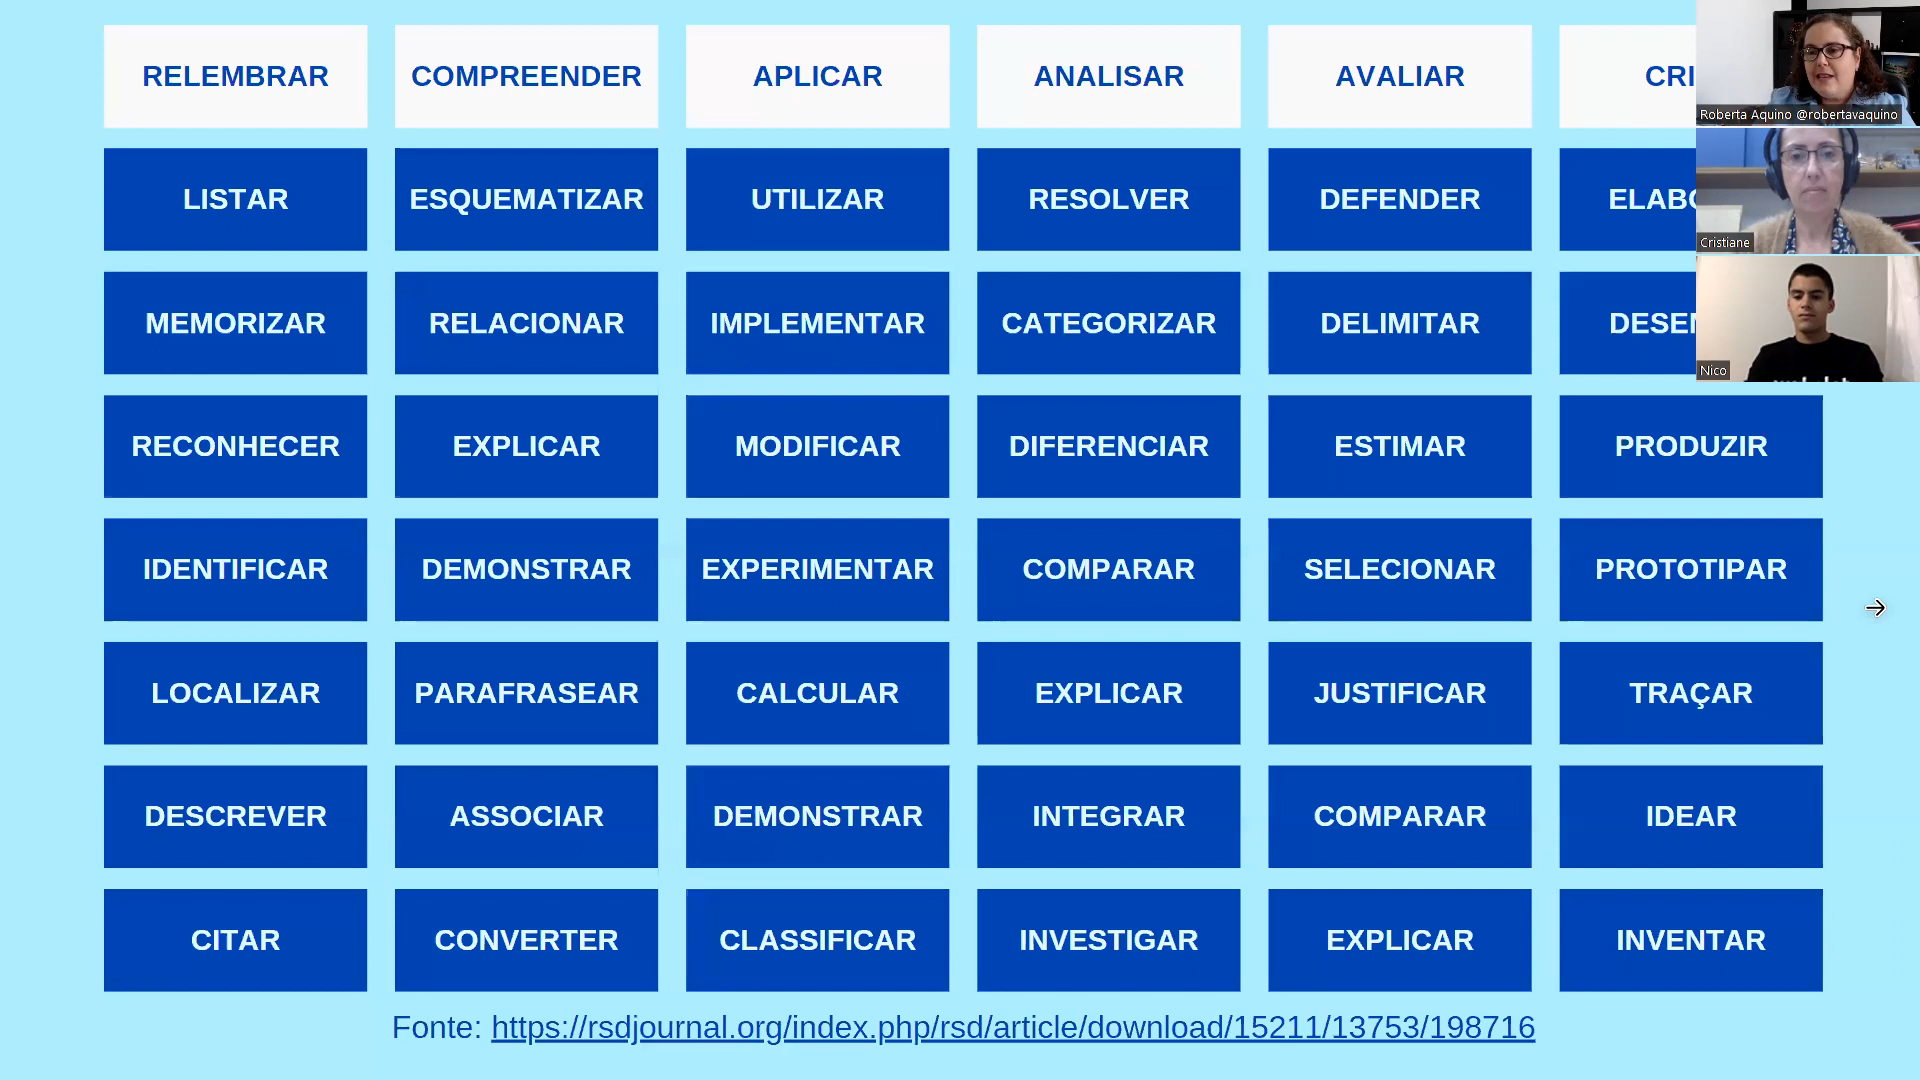 RELEMBRAR COMPREENDER APLICAR ANALISAR AVALIAR CRI
Roberta Aquino @robertavaquino
LISTAR ESQUEMATIZAR UTILIZAR RESOLVER DEFENDER ELABO
Cristiane
MEMORIZAR RELACIONAR IMPLEMENTAR CATEGORIZAR DELIMITAR DESEN
Nico
RECONHECER EXPLICAR MODIFICAR DIFERENCIAR ESTIMAR PRODUZIR
IDENTIFICAR DEMONSTRAR EXPERIMENTAR COMPARAR SELECIONAR PROTOTIPAR
LOCALIZAR PARAFRASEAR CALCULAR EXPLICAR JUSTIFICAR TRAÇAR
DESCREVER ASSOCIAR DEMONSTRAR INTEGRAR COMPARAR IDEAR
CITAR CONVERTER CLASSIFICAR INVESTIGAR EXPLICAR INVENTAR
Fonte: https://rsdjournal.org/index.php/rsd/article/download/15211/13753/198716